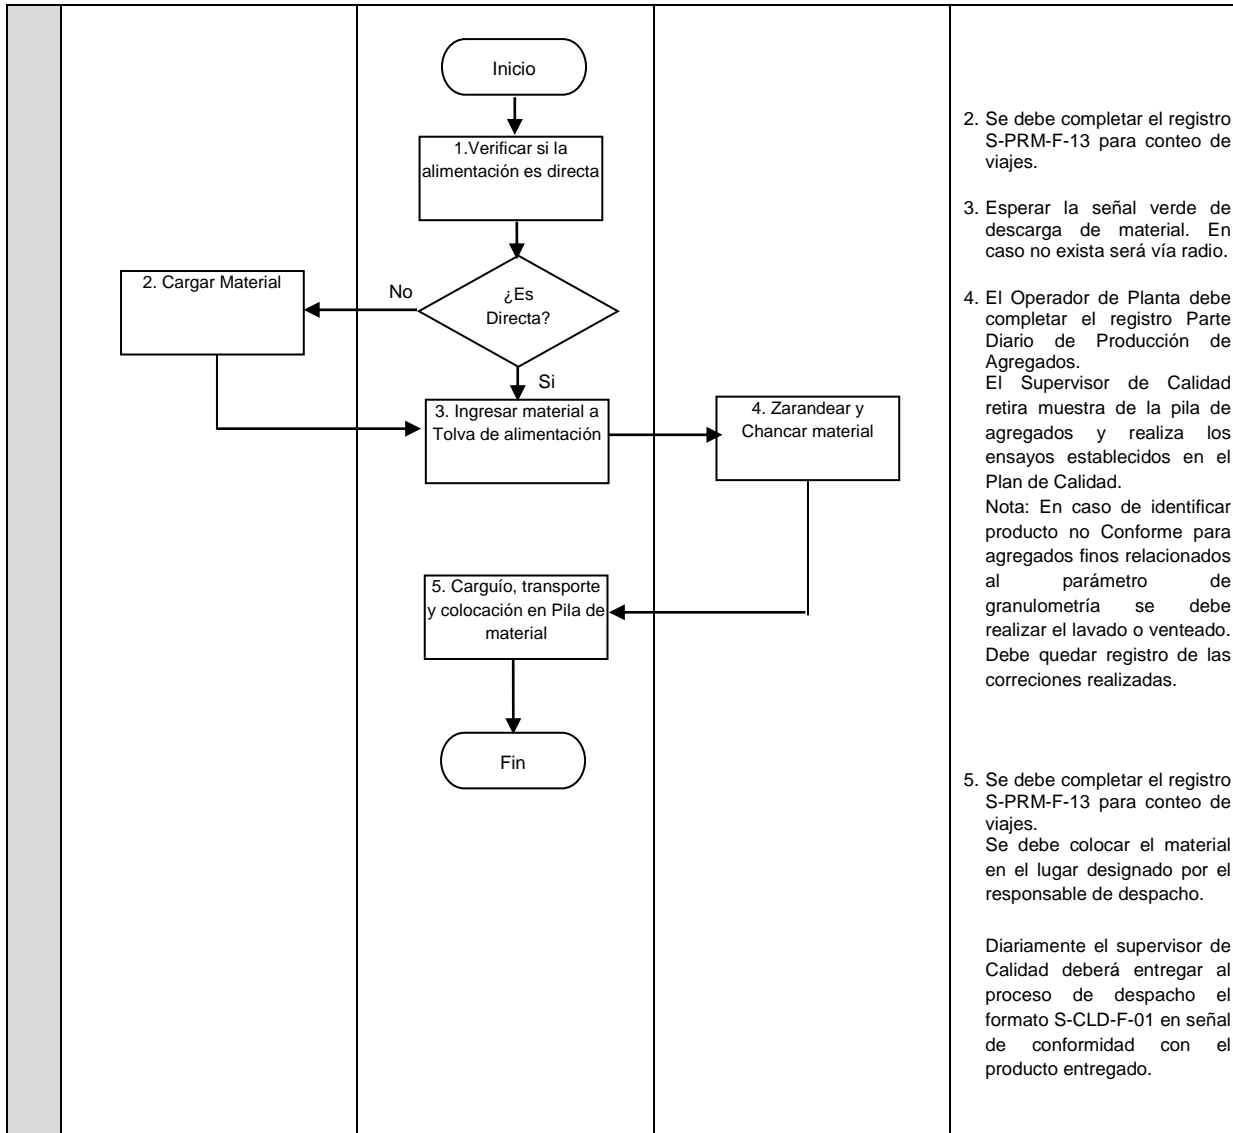 Inicio
1.Verificar si la
alimentación es directa
¿Es
Directa?
No
Si
2. Cargar Material
3. Ingresar material a
Tolva de alimentación
4. Zarandear y
Chancar material
5. Carguío, transporte
y colocación en Pila de
material
Fin
2. Se debe completar el registro
S-PRM-F-13 para conteo de
viajes.
3. Esperar la señal verde de
descarga de material. En
caso no exista será vía radio.
4. El Operador de Planta debe
completar el registro Parte
Diario de Producción de
Agregados.
El Supervisor de Calidad
retira muestra de la pila de
agregados y realiza los
ensayos establecidos en el
Plan de Calidad.
Nota: En caso de identificar
producto no Conforme para
agregados finos relacionados
al parámetro de
granulometría se debe
realizar el lavado o venteado.
Debe quedar registro de las
correciones realizadas.
5. Se debe completar el registro
S-PRM-F-13 para conteo de
viajes.
Se debe colocar el material
en el lugar designado por el
responsable de despacho.
Diariamente el supervisor de
Calidad deberá entregar al
proceso de despacho el
formato S-CLD-F-01 en señal
de conformidad con el
producto entregado.